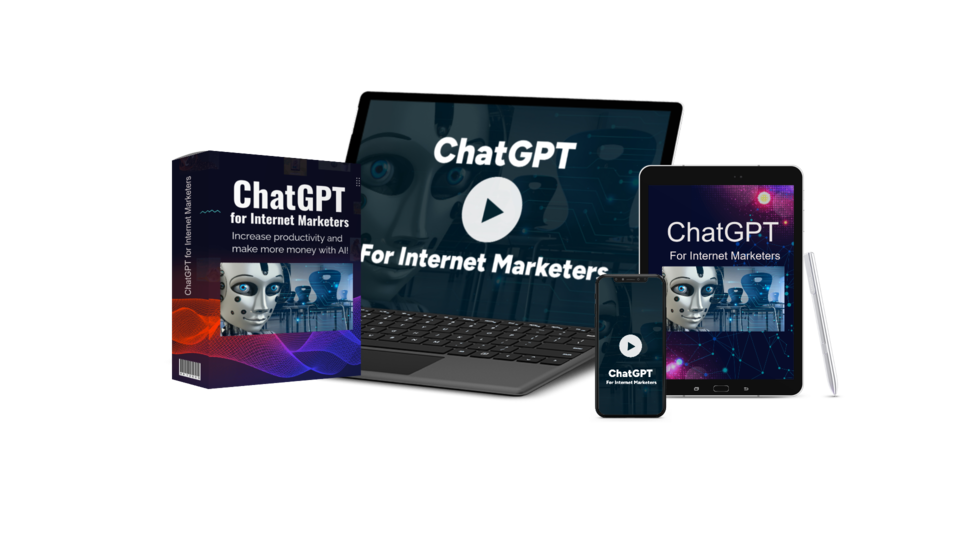 ChatGPT for Internet Marketers
ChatGPT
for Internet Marketers
Increase productivity and
make more money with AI!
ChatGPT
For Internet Marketers
ChatGPT
For Internet Marketers
ChatGPT
For Internet Marketers